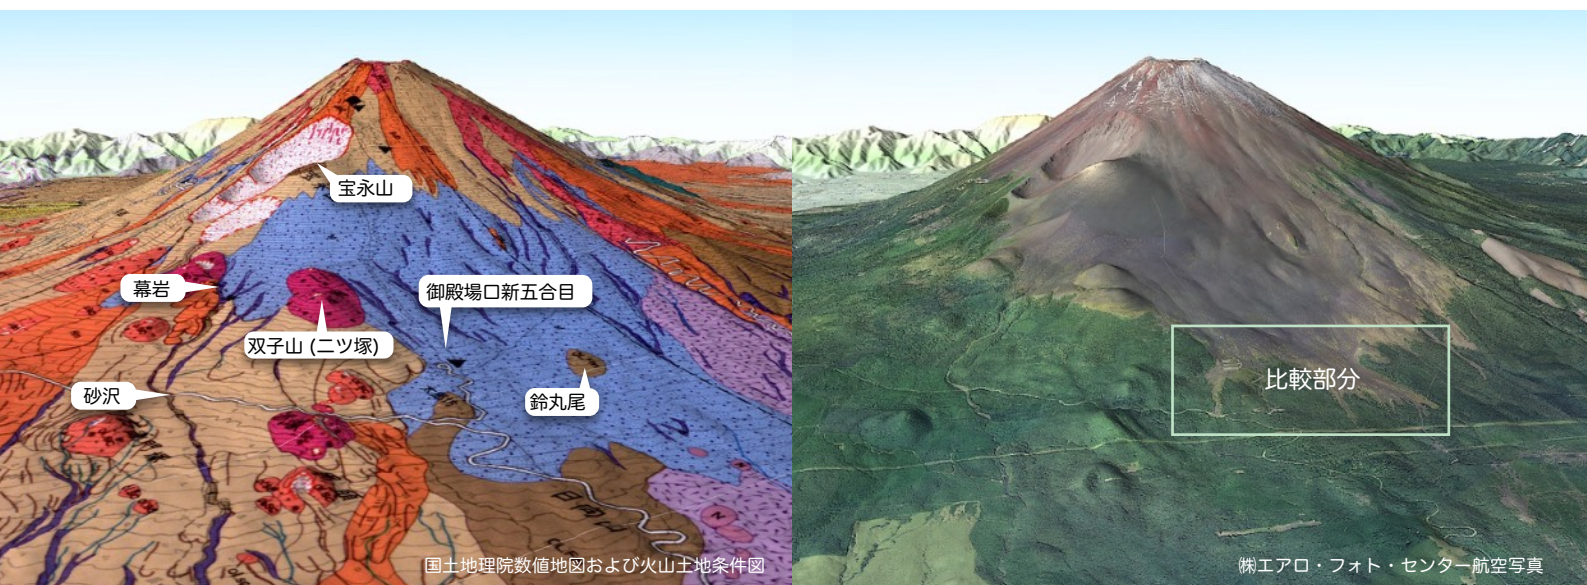 宝永山
幕岩
御殿場口新五合目
双子山 (二ツ塚)
砂沢
鈴丸尾
国土地理院数値地図および火山土地条件図
比較部分
㈱エアロ・フォト・センター航空写真